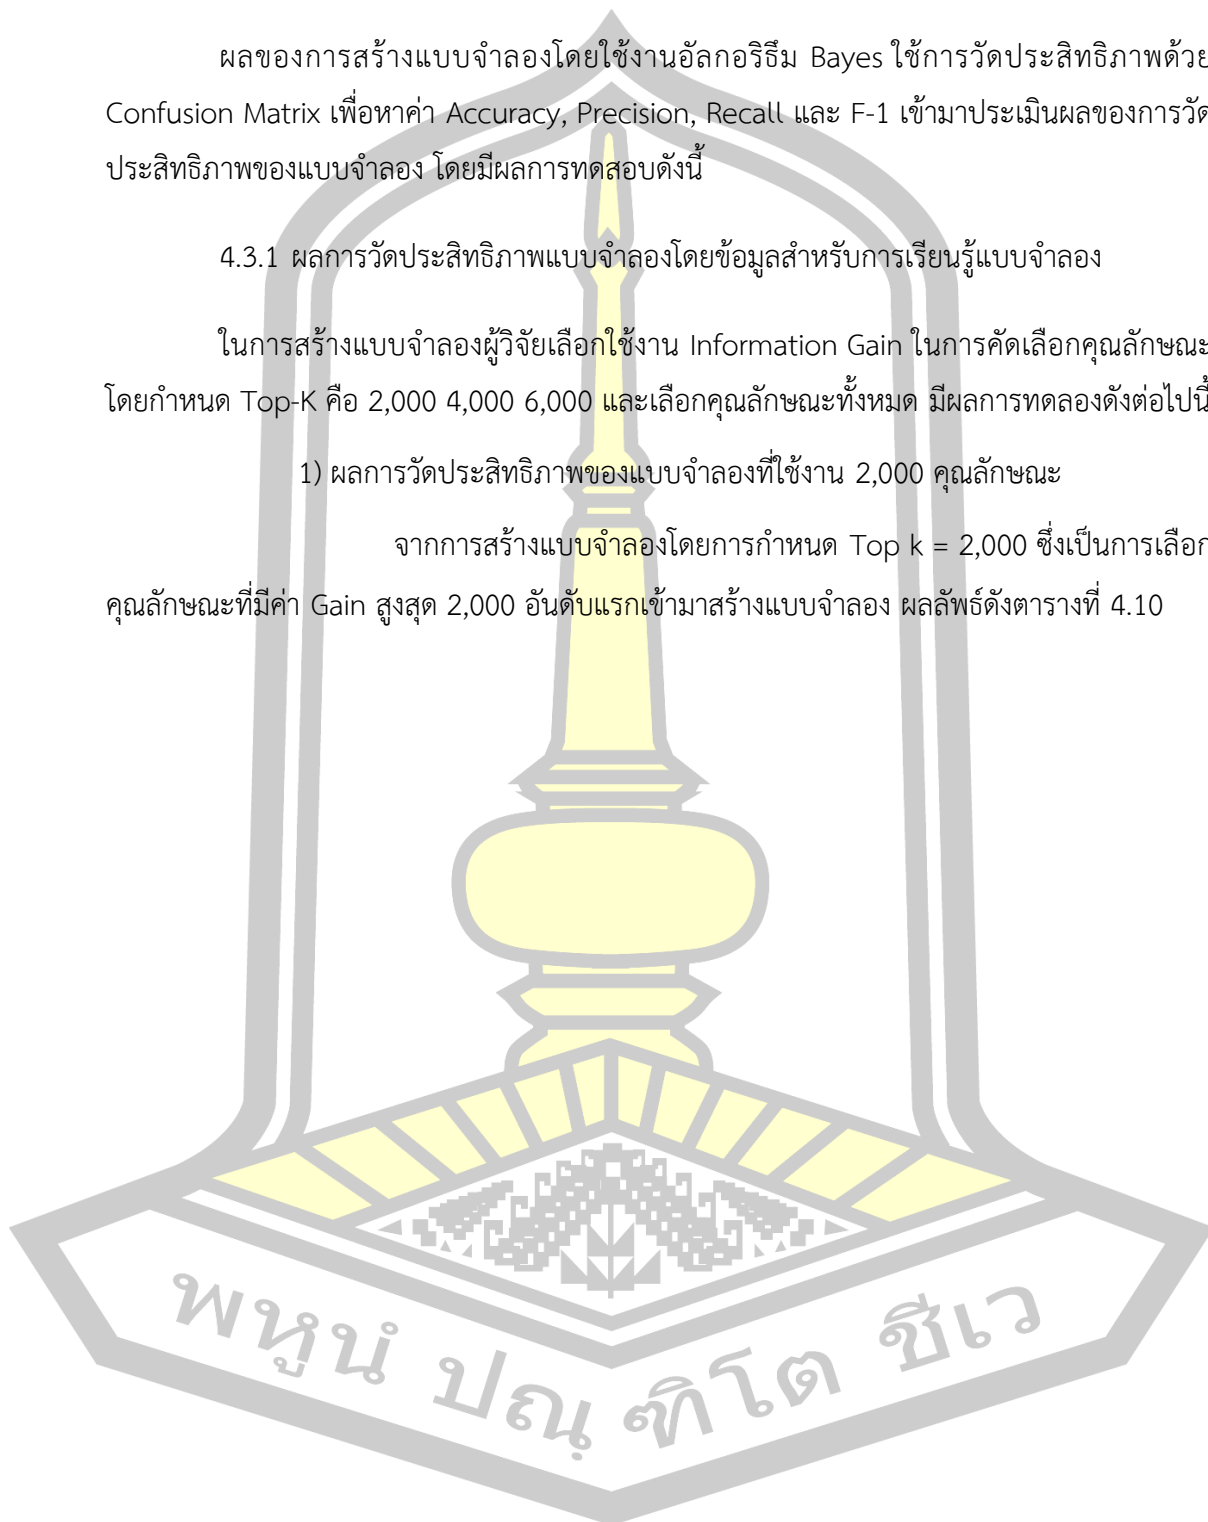 ผลของการสร้างแบบจำลองโดยใช้งานอัลกอริธึม Bayes ใช้การวัดประสิทธิภาพด้วย
Confusion Matrix เพื่อหาค่า Accuracy, Precision, Recall และ F-1 เข้ามาประเมินผลของการวัด
ประสิทธิภาพของแบบจำลอง โดยมีผลการทดสอบดังนี้
4.3.1 ผลการวัดประสิทธิภาพแบบจำลองโดยข้อมูลสำหรับการเรียนรู้แบบจำลอง
ในการสร้างแบบจำลองผู้วิจัยเลือกใช้งาน Information Gain ในการคัดเลือกคุณลักษณะ
โดยกำหนด Top-K คือ 2,000 4,000 6,000 และเลือกคุณลักษณะทั้งหมด มีผลการทดลองดังต่อไปนี้
1) ผลการวัดประสิทธิภาพของแบบจำลองที่ใช้งาน 2,000 คุณลักษณะ
จากการสร้างแบบจำลองโดยการกำหนด Top k = 2,000 ซึ่งเป็นการเลือก
คุณลักษณะที่มีค่า Gain สูงสุด 2,000 อันดับแรกเข้ามาสร้างแบบจำลอง ผลลัพธ์ดังตารางที่ 4.10
พหูนํ ปณฺ ฑิโต ชีเว